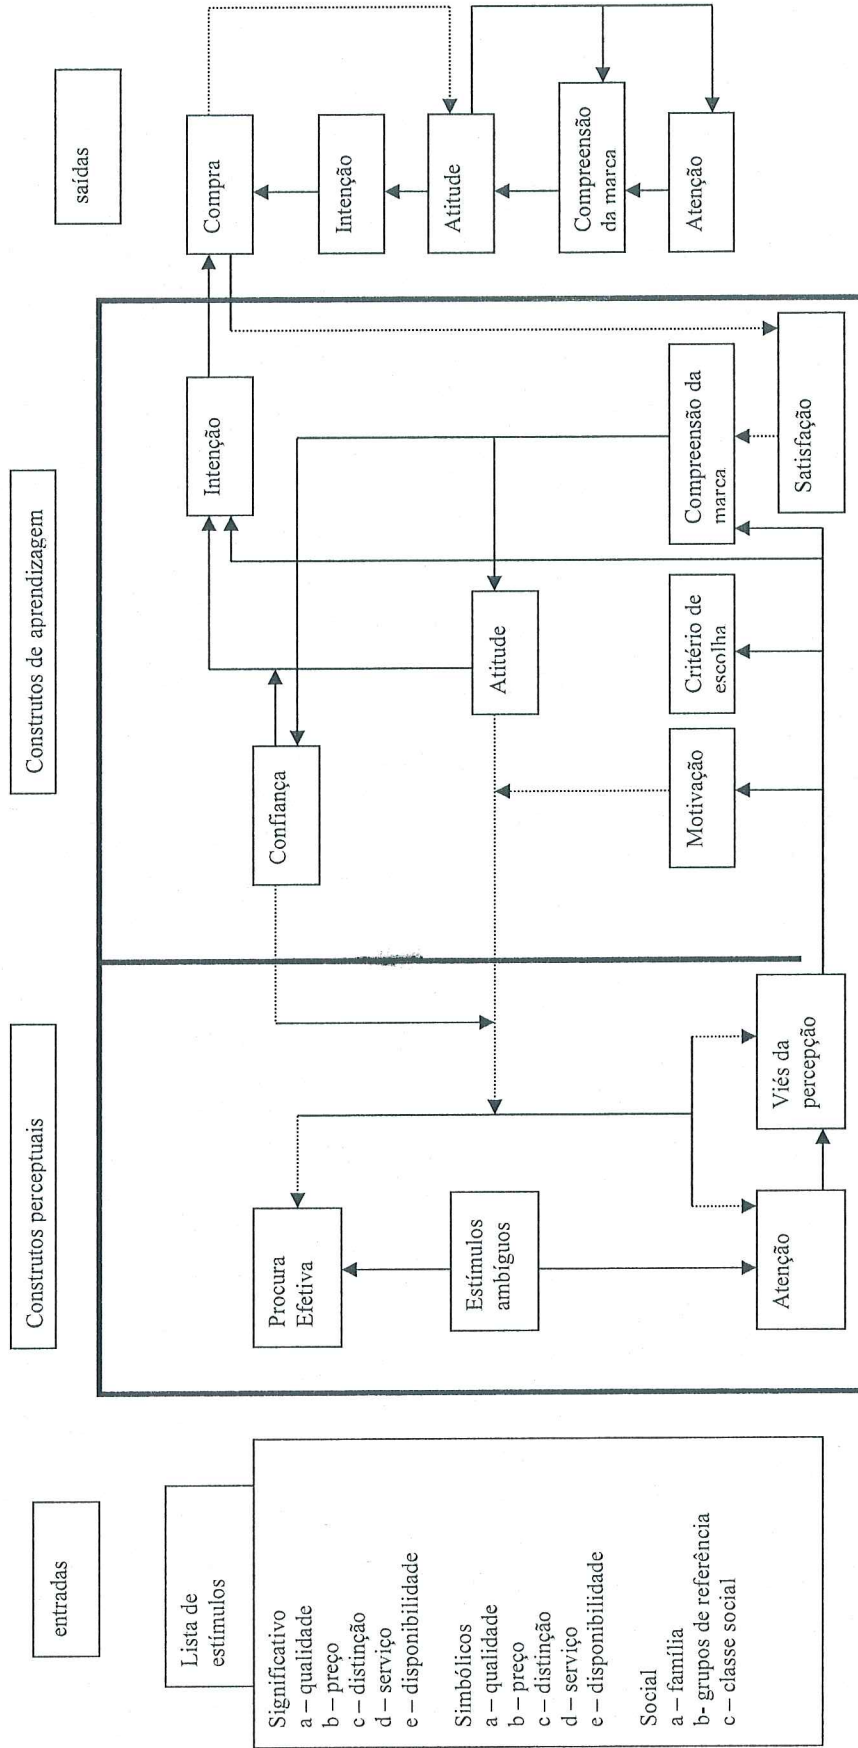 entradas
Construtos perceptuais
Construtos de aprendizagem
saídas
Lista de
estímulos
Significativo
a – qualidade
b – preço
c – distinção
d – serviço
e – disponibilidade
Simbólicos
a – qualidade
b – preço
c – distinção
d – serviço
e – disponibilidade
Social
a – família
b- grupos de referência
c – classe social
Procura
Efetiva
Estímulos
ambíguos
Atenção
Viés da
percepção
Confiança
Atitude
Motivação
Critério de
escolha
Intenção
Compreensão da
marca
Satisfação
Compra
Intenção
Atitude
Compreensão
da marca
Atenção